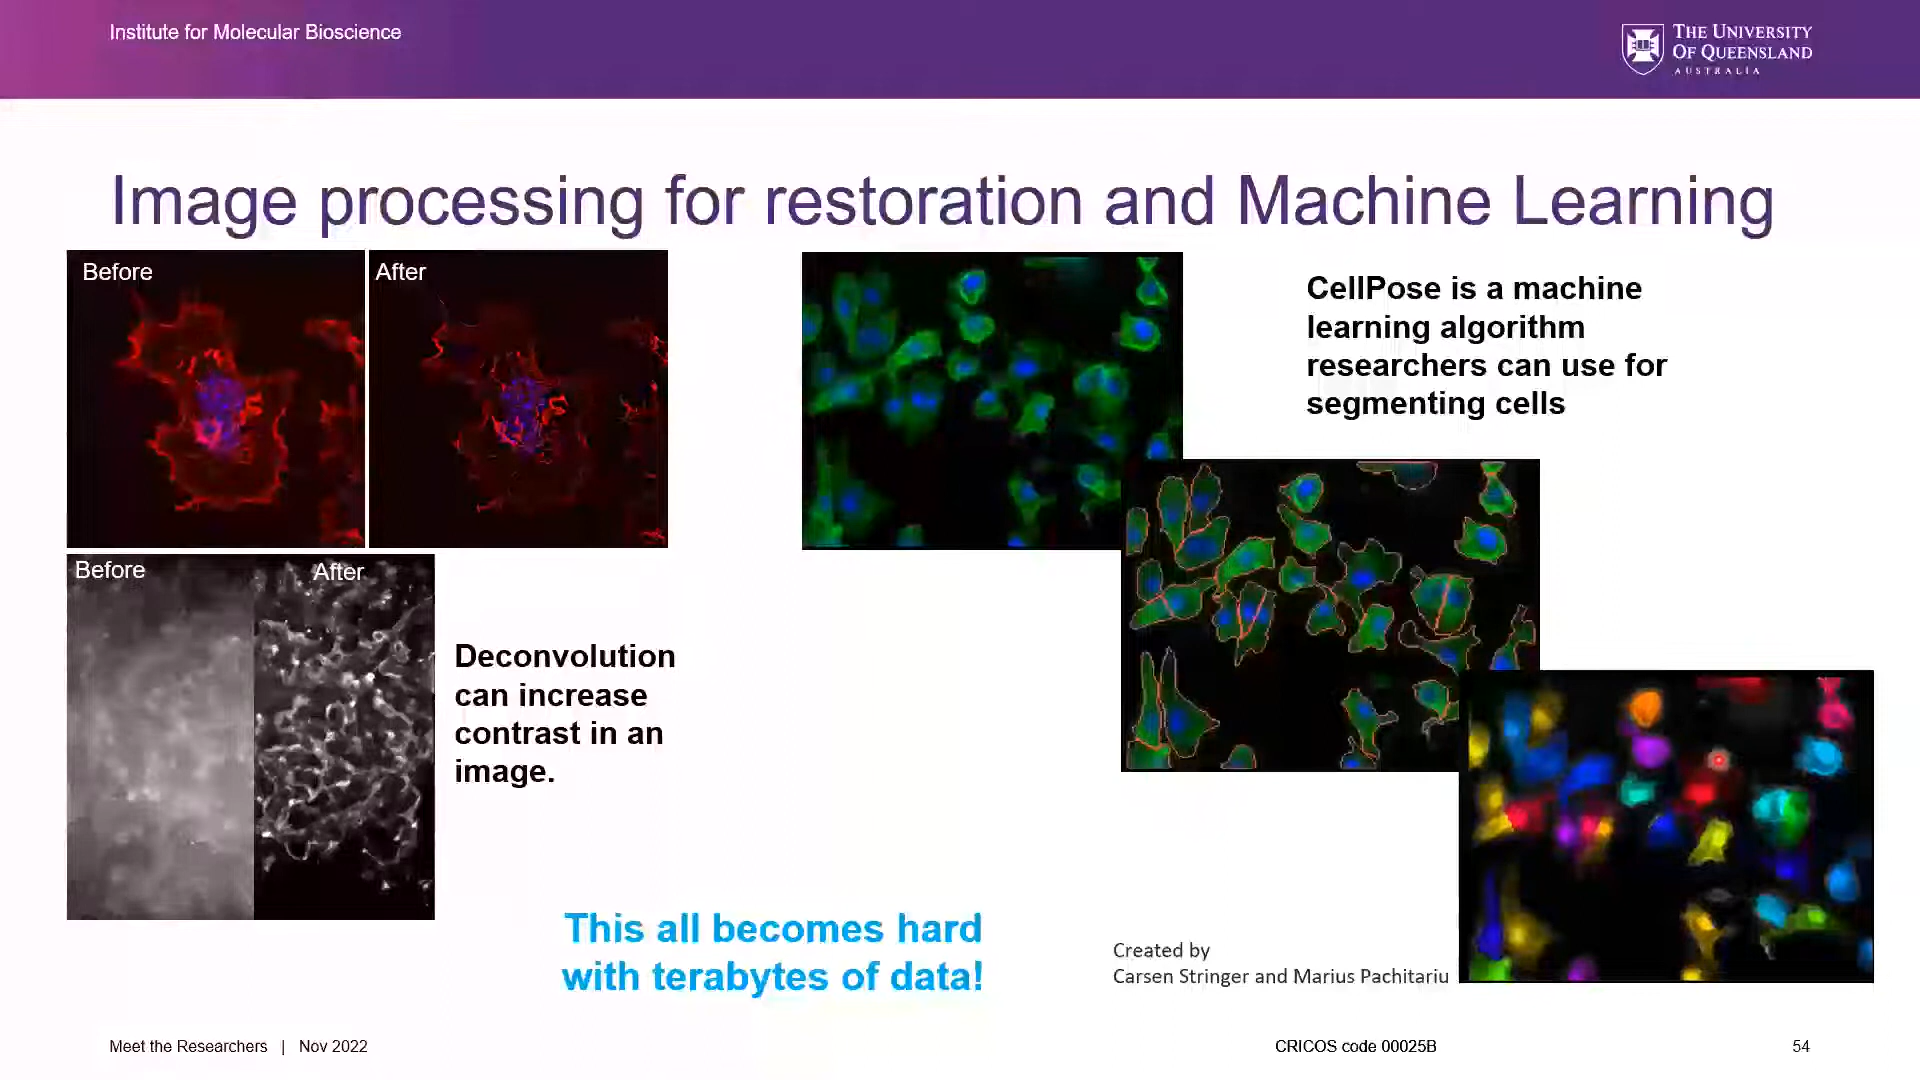 Institute for Molecular Bioscience
THE UNIVERSITY
OF QUEENSLAND
AUSTRALIA
Image processing for restoration and Machine Learning
Before
After
Before
After
Deconvolution
can increase
contrast in an
image.
CellPose is a machine
learning algorithm
researchers can use for
segmenting cells
This all becomes hard
with terabytes of data!
Created by
Carsen Stringer and Marius Pachitariu
Meet the Researchers | Nov 2022
CRICOS code 00025B
54